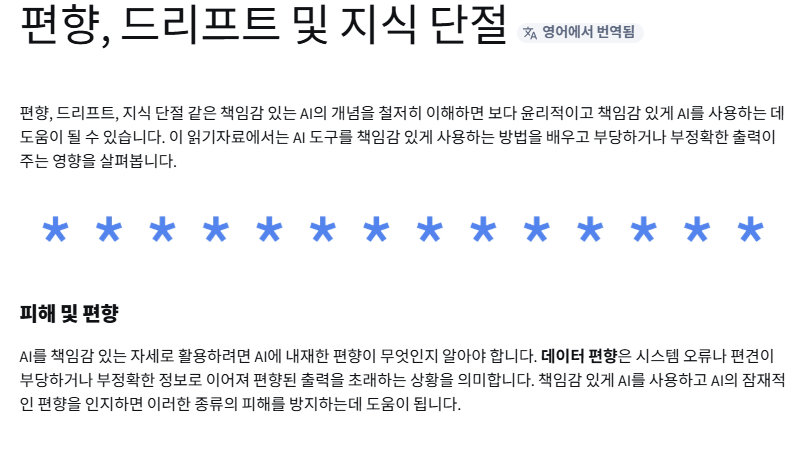 편향, 드리프트 및 지식 단절 영어에서 번역됨
편향, 드리프트, 지식 단절 같은 책임감 있는 AI의 개념을 철저히 이해하면 보다 윤리적이고 책임감 있게 AI를 사용하는 데
도움이 될 수 있습니다. 이 읽기자료에서는 AI 도구를 책임감 있게 사용하는 방법을 배우고 부당하거나 부정확한 출력이
주는 영향을 살펴봅니다.
* * * * * * * * * * * * * *
피해 및 편향
AI를 책임감 있는 자세로 활용하려면 AI에 내재한 편향이 무엇인지 알아야 합니다. 데이터 편향은 시스템 오류나 편견이
부당하거나 부정확한 정보로 이어져 편향된 출력을 초래하는 상황을 의미합니다. 책임감 있게 AI를 사용하고 AI의 잠재적
인 편향을 인지하면 이러한 종류의 피해를 방지하는데 도움이 됩니다.